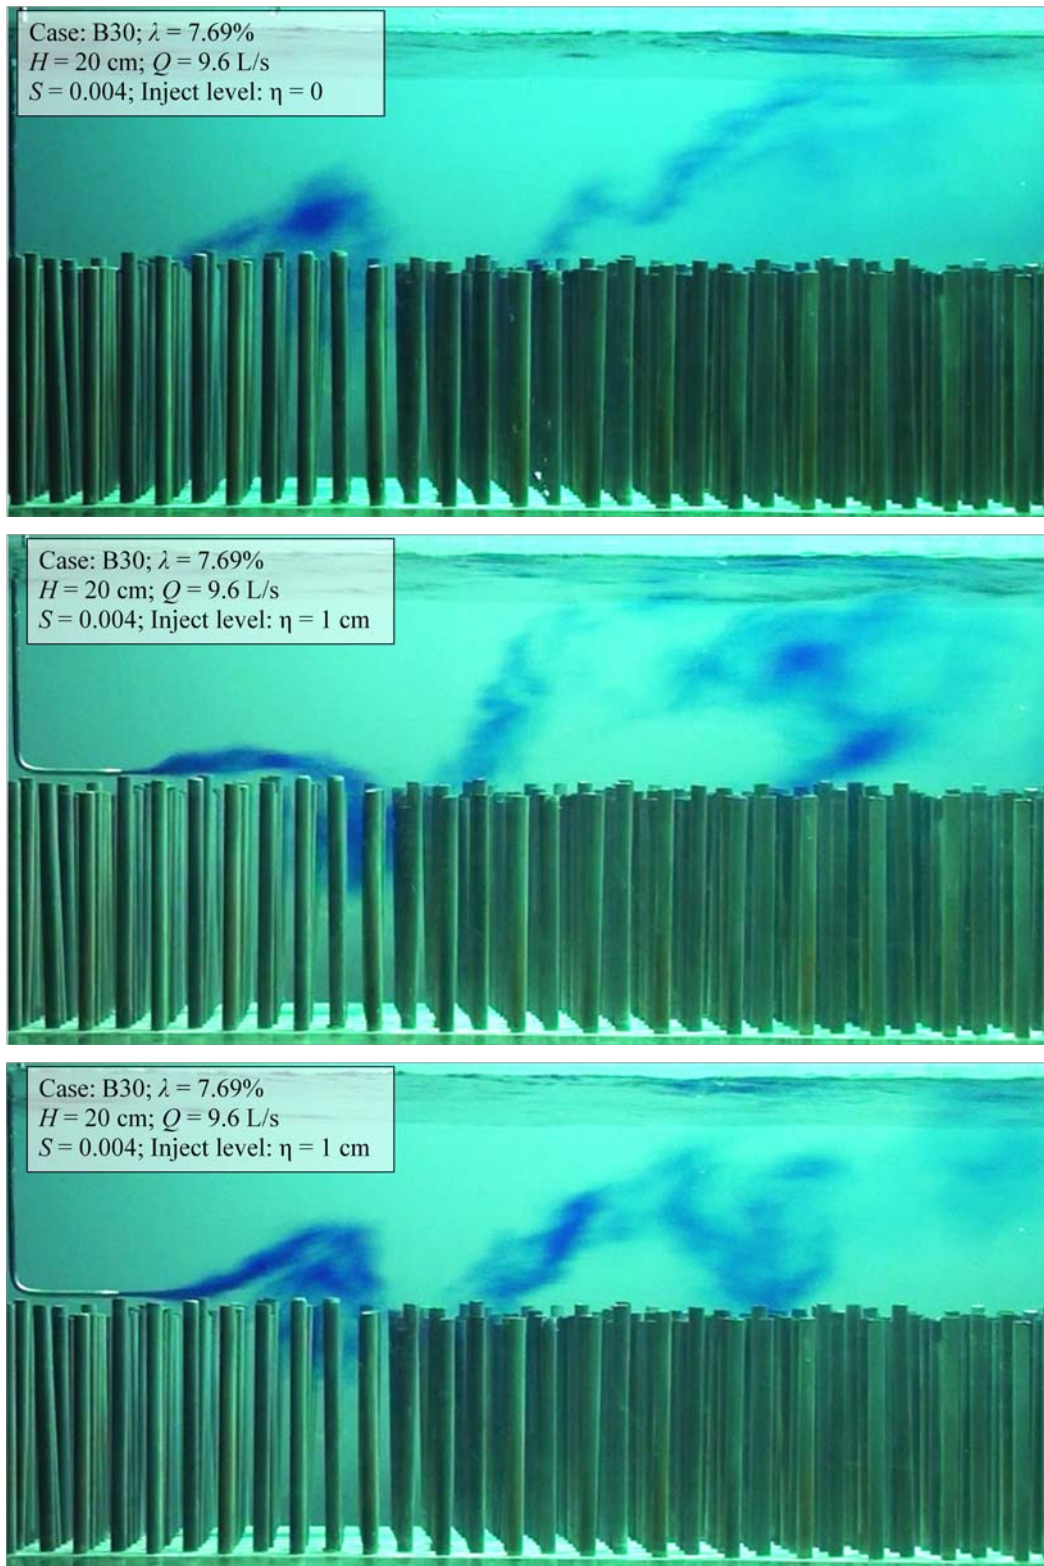 Case: B30; λ = 7.69%
H = 20 cm; Q = 9.6 L/s
S = 0.004; Inject level: η = 0
Case: B30; λ = 7.69%
H = 20 cm; Q = 9.6 L/s
S = 0.004; Inject level: η = 1 cm
Case: B30; λ = 7.69%
H = 20 cm; Q = 9.6 L/s
S = 0.004; Inject level: η = 1 cm